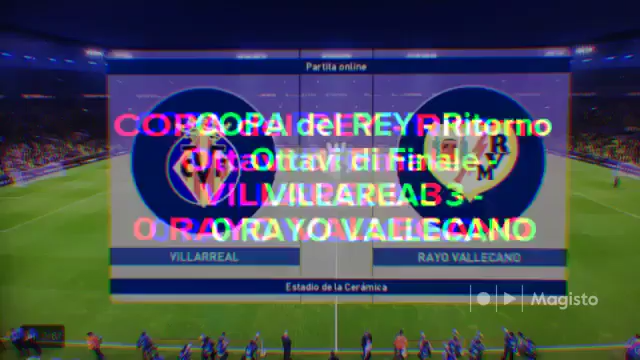 Partita online
COPA del REY - Ritorno
Ottavi di Finale
VILLAREAL 3 -
0 RAYO VALLECANO
VILLARREAL
RAYO VALLECANO
Estadio de la Cerámica
Magisto